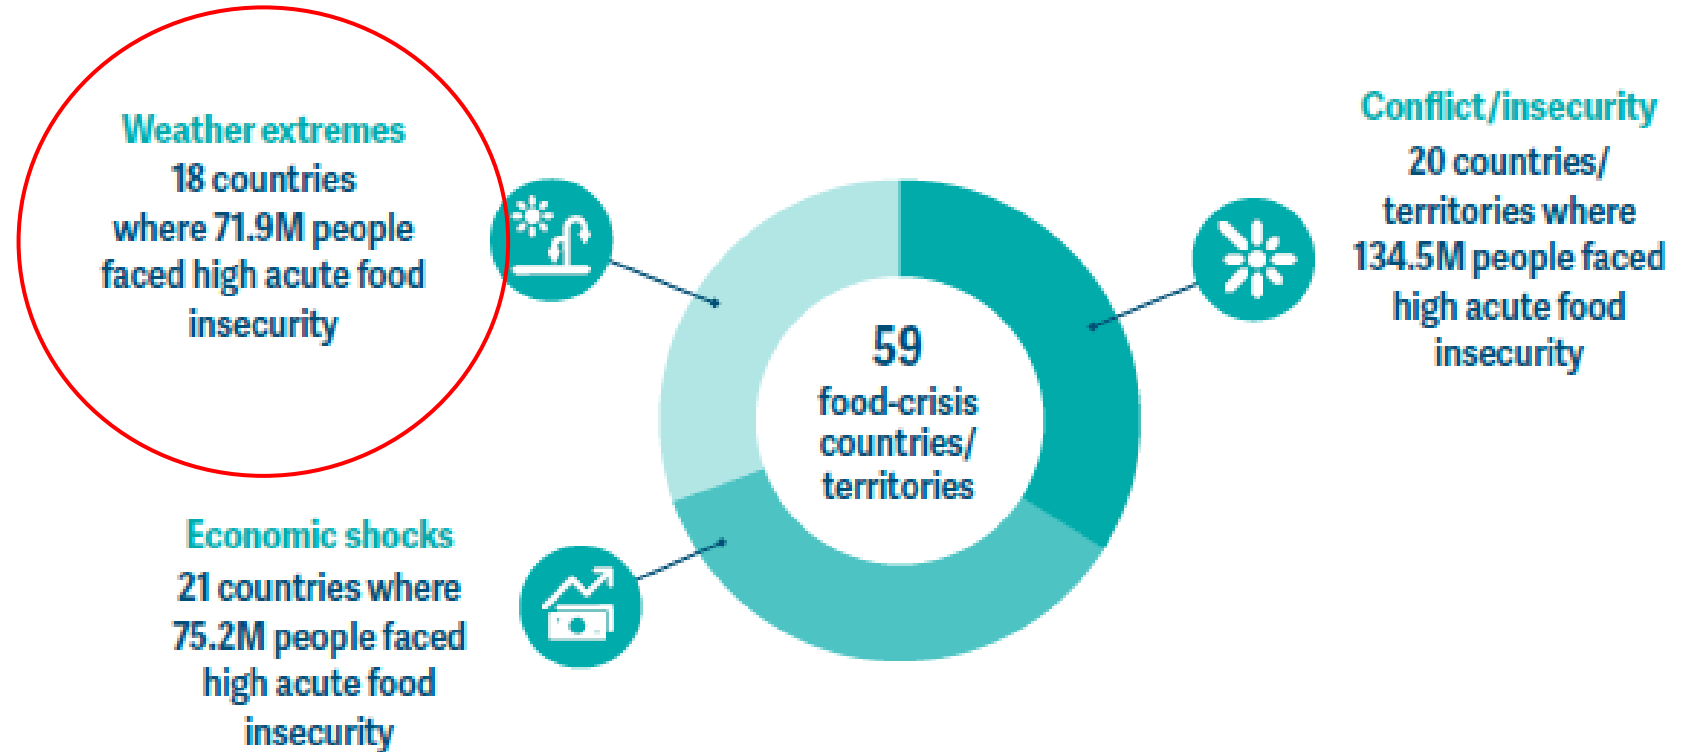 Weather extremes
18 countries
where 71.9M people
faced high acute food
insecurity
Conflict/insecurity
20 countries/
territories where
134.5M people faced
high acute food
insecurity
59
food-crisis
countries/
territories
Economic shocks
21 countries where
75.2M people faced
high acute food
insecurity